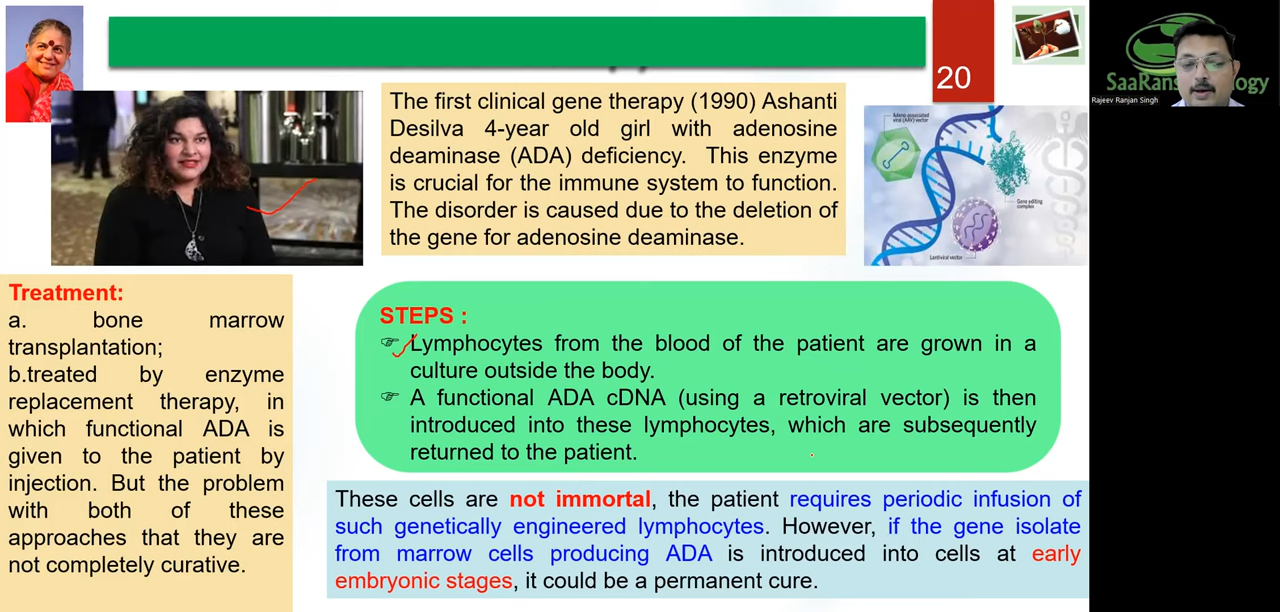 20
SaaRans
logy
Rajeev Ranjan Singh
The first clinical gene therapy (1990) Ashanti
Desilva 4-year old girl with adenosine
deaminase (ADA) deficiency. This enzyme
is crucial for the immune system to function.
The disorder is caused due to the deletion of
the gene for adenosine deaminase.
Adeno-associated
viral (AAV) vector
Gene editing
complex
Lentiviral vector
Treatment:
a. bone marrow
transplantation;
b.treated by enzyme
replacement therapy, in
which functional ADA is
given to the patient by
injection. But the problem
with both of these
approaches that they are
not completely curative.
STEPS :
☞ Lymphocytes from the blood of the patient are grown in a
culture outside the body.
☞ A functional ADA cDNA (using a retroviral vector) is then
introduced into these lymphocytes, which are subsequently
returned to the patient.
These cells are not immortal, the patient requires periodic infusion of
such genetically engineered lymphocytes. However, if the gene isolate
from marrow cells producing ADA is introduced into cells at early
embryonic stages, it could be a permanent cure.